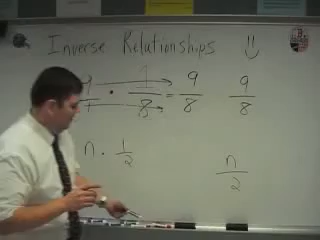 Inverse Relationships
9/1 · 1/8 = 9/8 9/8
n · 1/2 n/2